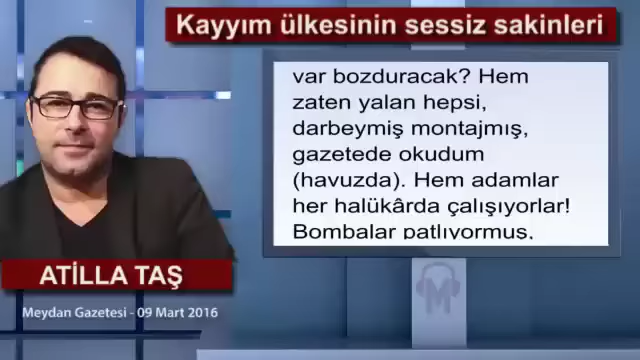 Kayyım ülkesinin sessiz sakinleri
var bozduracak? Hem
zaten yalan hepsi,
darbeymiş montajmış,
gazetede okudum
(havuzda). Hem adamlar
her halükârda çalışıyorlar!
Bombalar patlıyormuş,
ATİLLA TAŞ
Meydan Gazetesi - 09 Mart 2016
M